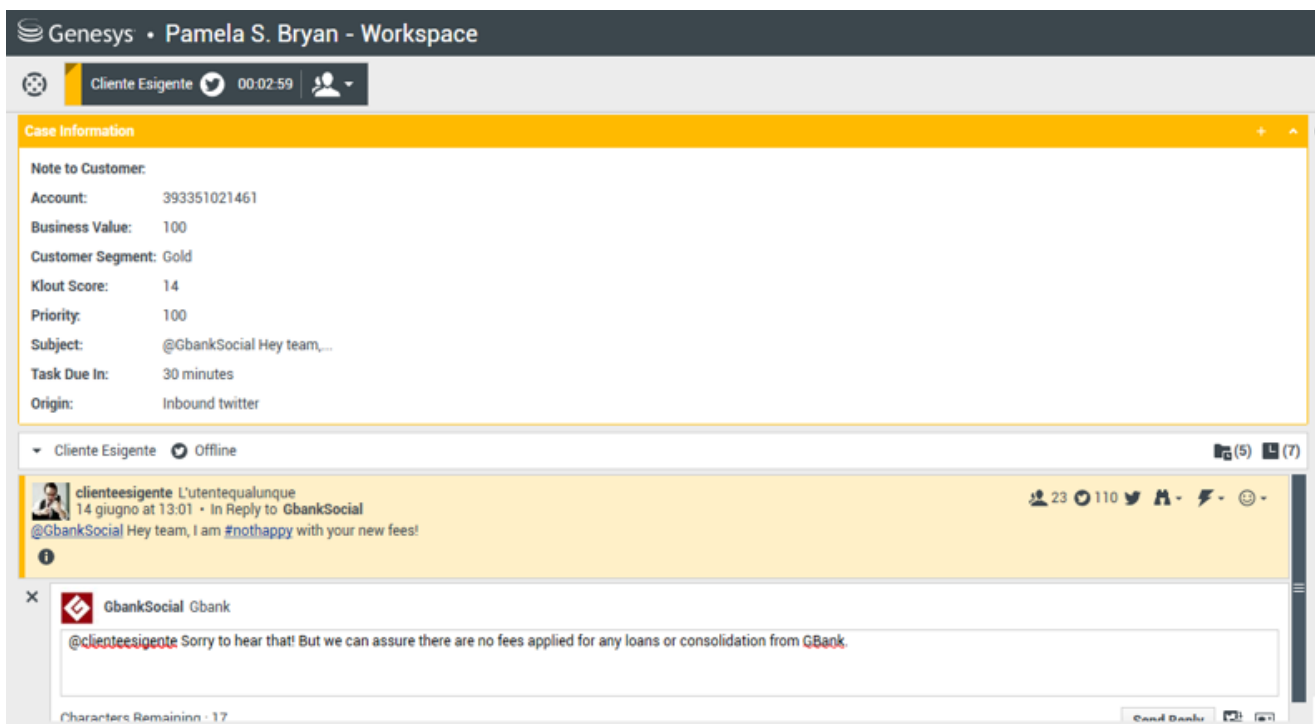 Genesys • Pamela S. Bryan - Workspace
Cliente Esigente 00:02:59
Case Information
Note to Customer:
Account: 393351021461
Business Value: 100
Customer Segment: Gold
Klout Score: 14
Priority: 100
Subject: @GbankSocial Hey team,...
Task Due In: 30 minutes
Origin: Inbound twitter
Cliente Esigente Offline (5) (7)
clienteesigente L'utentequalunque
14 giugno at 13:01 • In Reply to GbankSocial 23 110
@GbankSocial Hey team, I am #nothappy with your new fees!
GbankSocial Gbank
@clienteesigente Sorry to hear that! But we can assure there are no fees applied for any loans or consolidation from GBank.
Characters Remaining : 17 Send Reply